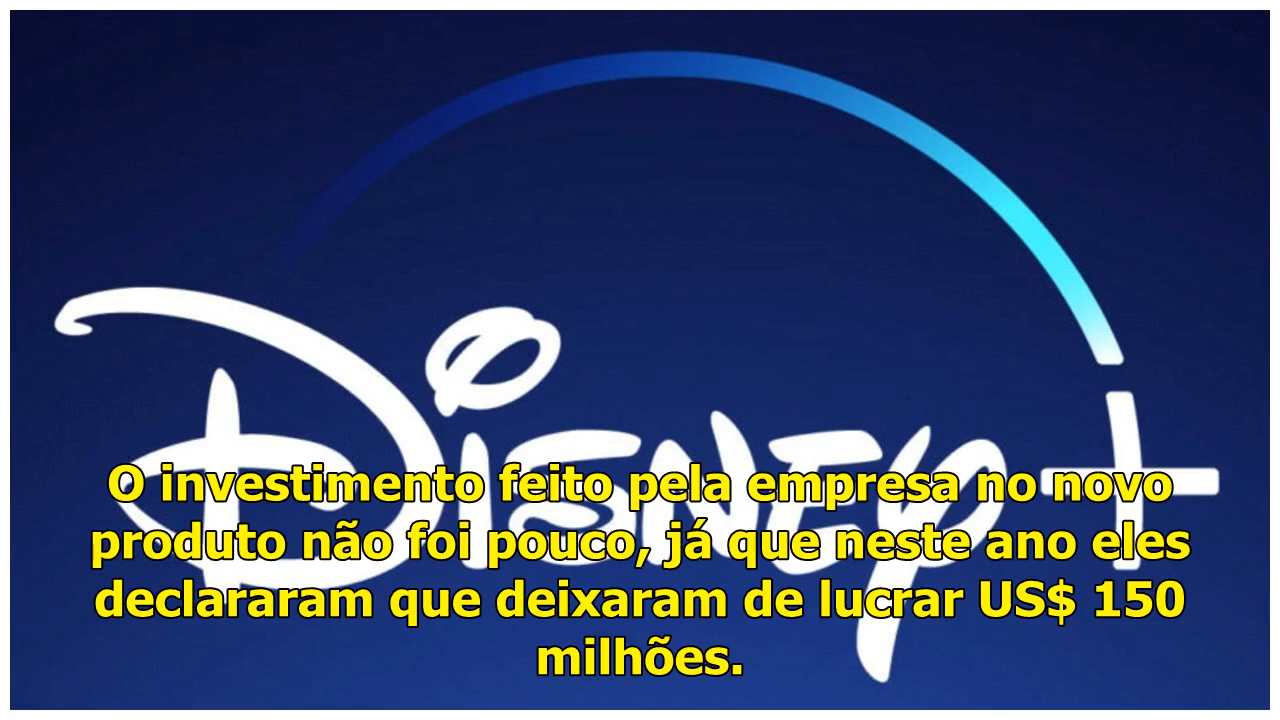 Disney+
O investimento feito pela empresa no novo
produto não foi pouco, já que neste ano eles
declararam que deixaram de lucrar US$ 150
milhões.